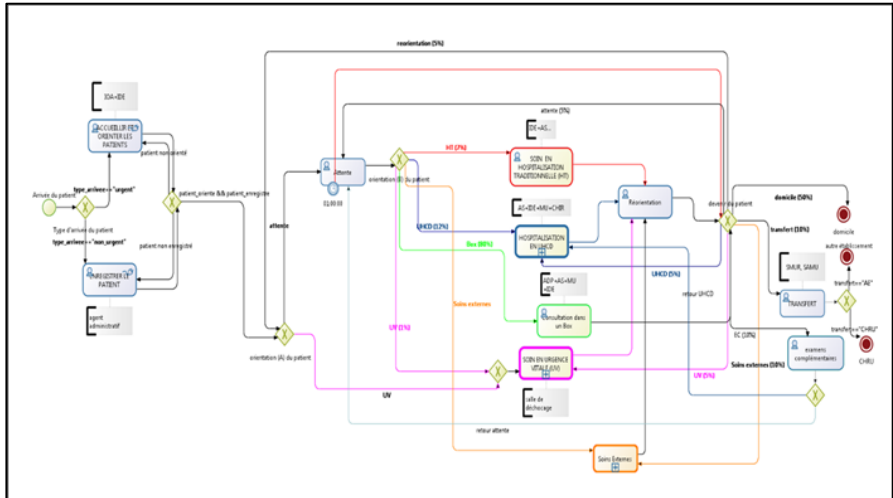 reorientation (5%)
IOA+IDE
ACCUEILLIR ET
ORIENTER LES
PATIENTS
patient non orienté
type_arrivee=="urgent"
Arrivée du patient
Type d'arrivée du patient
type_arrivee=="non_urgent"
patient non enregistré
ENREGISTRER LE
PATIENT
agent
administratif
patient_oriente && patient_enregistre
attente
orientation (A) du patient
attente (3%)
Attente
01:00:00
orientation (B) du patient
HT (2%)
IDE+AS...
SOIN EN
HOSPITALISATION
TRADITIONNELLE (HT)
AS+IDE+MU+CHIR
UHCD (12%)
HOSPITALISATION
EN UHCD
Box (80%)
+AS+MU
+IDE
Consultation dans
un Box
Soins externes
UV (1%)
SOIN EN URGENCE
VITALE (UV)
UV
salle de
déchocage
retour attente
Soins Externes
Réorientation
devenir du patient
UHCD (5%)
retour UHCD
UV (5%)
domicile (50%)
domicile
transfert (10%)
autre établissement
SMUR, SAMU
TRANSFERT
transfert=="AE"
transfert=="CHRU"
CHRU
EC (10%)
examens
complémentaires
Soins externes (10%)